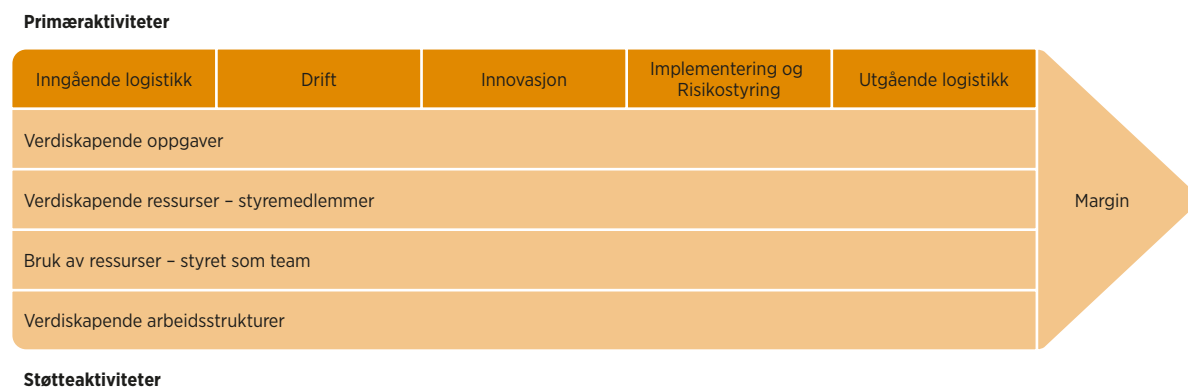 Primæraktiviteter
Inngående logistikk
Drift
Innovasjon
Implementering og
Risikostyring
Utgående logistikk
Verdiskapende oppgaver
Verdiskapende ressurser – styremedlemmer
Margin
Bruk av ressurser – styret som team
Verdiskapende arbeidsstrukturer
Støtteaktiviteter